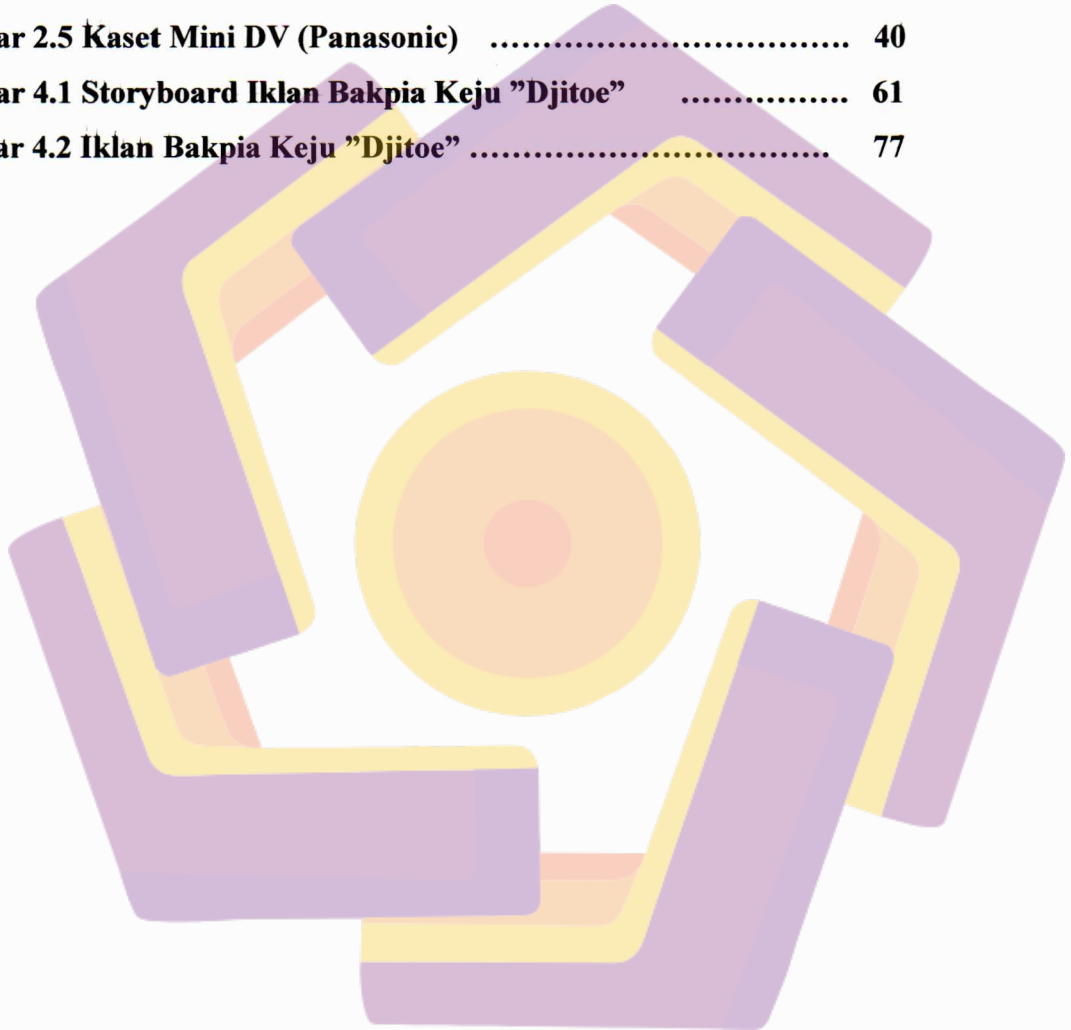 ar 2.5 Kaset Mini DV (Panasonic) ................................. 40
ar 4.1 Storyboard Iklan Bakpia Keju ”Djitoe” ................ 61
ar 4.2 Iklan Bakpia Keju ”Djitoe” ................................. 77